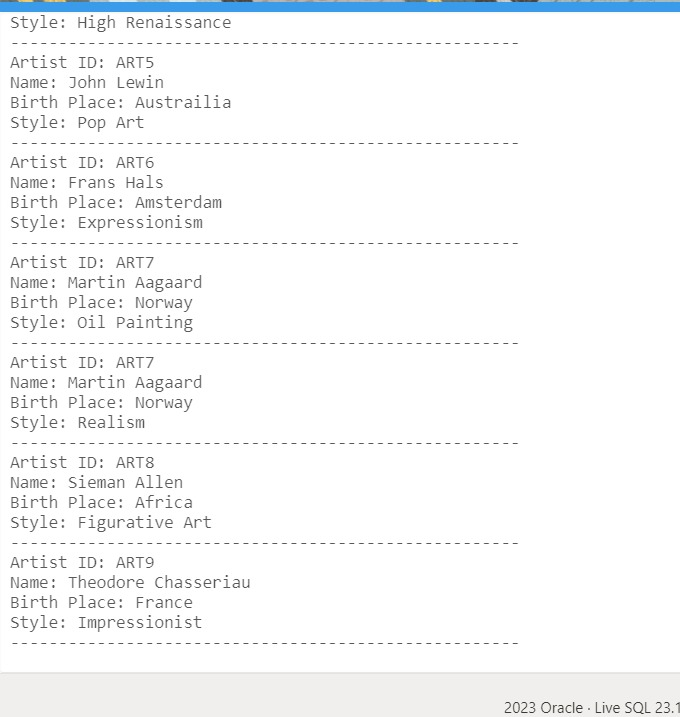 Style: High Renaissance
-----------------------------------------------------
Artist ID: ART5
Name: John Lewin
Birth Place: Austrailia
Style: Pop Art
-----------------------------------------------------
Artist ID: ART6
Name: Frans Hals
Birth Place: Amsterdam
Style: Expressionism
-----------------------------------------------------
Artist ID: ART7
Name: Martin Aagaard
Birth Place: Norway
Style: Oil Painting
-----------------------------------------------------
Artist ID: ART7
Name: Martin Aagaard
Birth Place: Norway
Style: Realism
-----------------------------------------------------
Artist ID: ART8
Name: Sieman Allen
Birth Place: Africa
Style: Figurative Art
-----------------------------------------------------
Artist ID: ART9
Name: Theodore Chasseriau
Birth Place: France
Style: Impressionist
-----------------------------------------------------
2023 Oracle · Live SQL 23.1